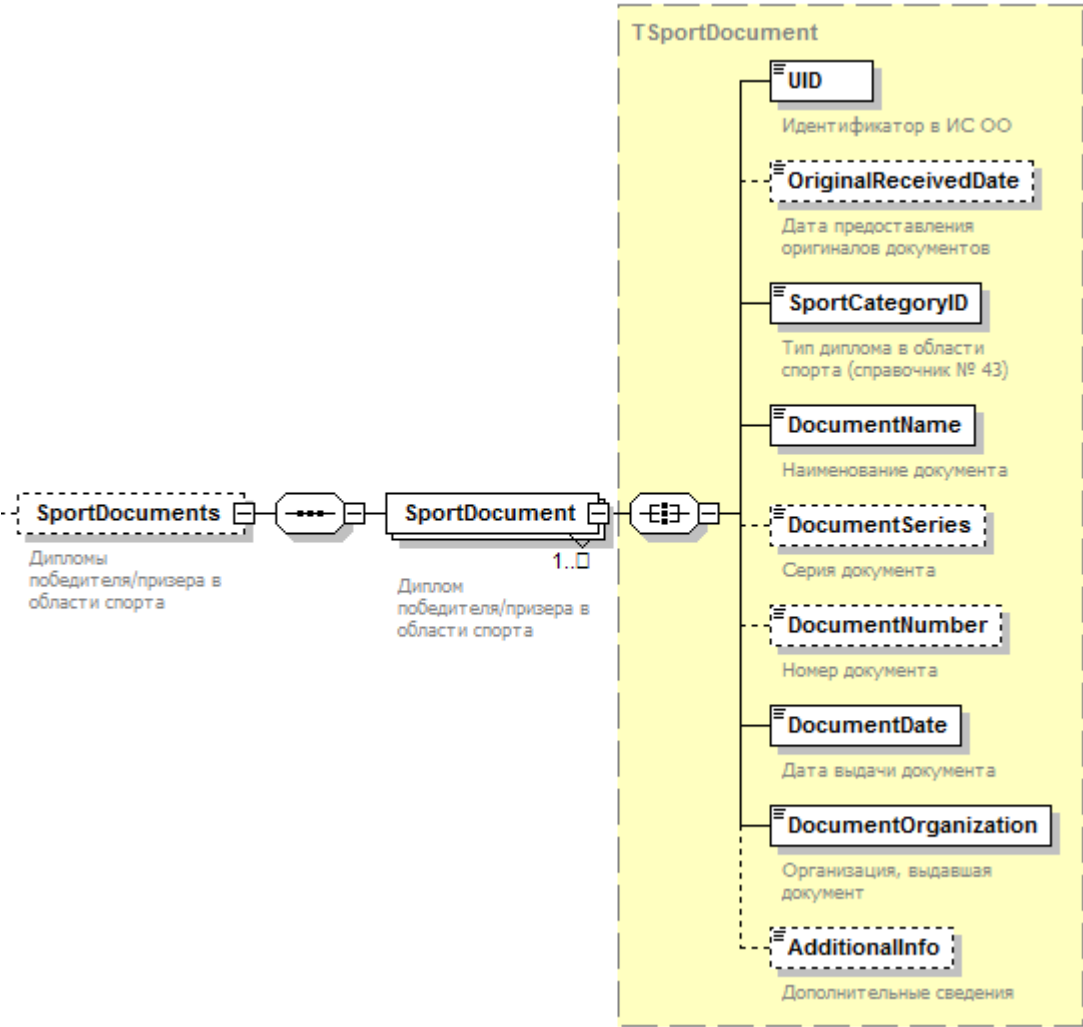 TSportDocument
UID
Идентификатор в ИС ОО
OriginalReceivedDate
Дата предоставления
оригиналов документов
SportCategoryID
Тип диплома в области
спорта (справочник № 43)
DocumentName
Наименование документа
SportDocuments
Дипломы
победителя/призера в
области спорта
SportDocument
1..□
Диплом
победителя/призера в
области спорта
DocumentSeries
Серия документа
DocumentNumber
Номер документа
DocumentDate
Дата выдачи документа
DocumentOrganization
Организация, выдавшая
документ
AdditionalInfo
Дополнительные сведения